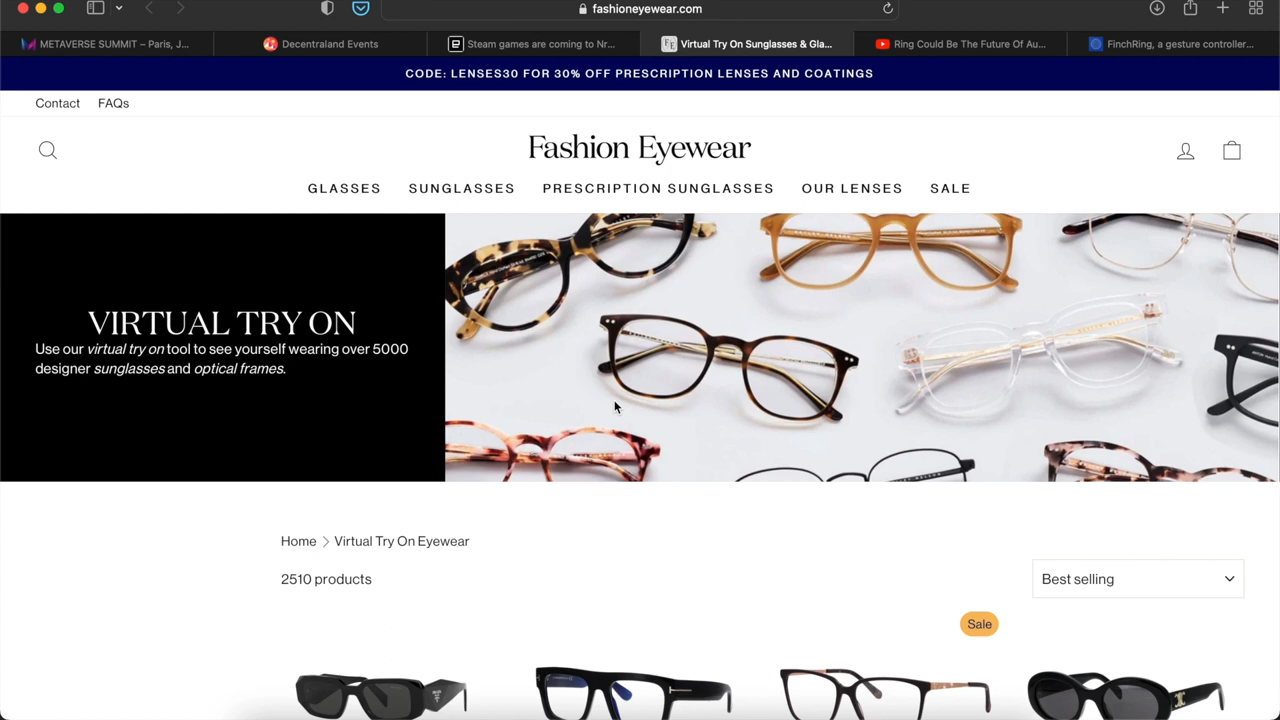 fashioneyewear.com
METAVERSE SUMMIT – Paris, J...
Decentraland Events
Steam games are coming to Nr...
Virtual Try On Sunglasses & Gla...
Ring Could Be The Future Of Au...
FinchRing, a gesture controller...
CODE: LENSES30 FOR 30% OFF PRESCRIPTION LENSES AND COATINGS
Contact FAQs
Fashion Eyewear
GLASSES SUNGLASSES PRESCRIPTION SUNGLASSES OUR LENSES SALE
VIRTUAL TRY ON
Use our virtual try on tool to see yourself wearing over 5000
designer sunglasses and optical frames.
Home > Virtual Try On Eyewear
2510 products
Best selling
Sale